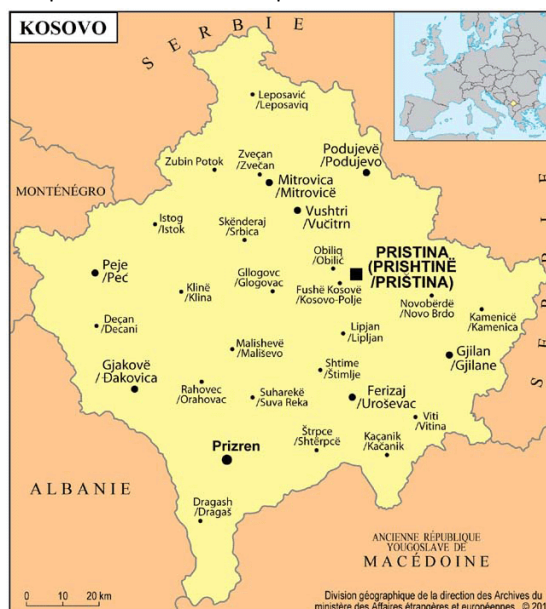 KOSOVO
S E R B I E
Leposavić
/Leposaviq
Zubin Potok
Zveçan
/Zvečan
Podujevë
/Podujevo
Mitrovica
/Mitrovicë
MONTÉNÉGRO
Vushtri
/Vučitrn
Istog
/Istok
Skënderaj
/Srbica
Obiliq
/Obilić
PRISTINA
(PRISHTINË
/PRIŠTINA)
Peje
/Peć
Klinë
/Klina
Gllogovc
/Glogovac
Fushë Kosovë
/Kosovo-Polje
Novobërdë
/Novo Brdo
Kamenicë
/Kamenica
S E R B I E
Deçan
/Decani
Lipjan
/Lipljan
Malishevë
/Mališevo
Gjilan
/Gjilane
Gjakovë
/Đakovica
Shtime
/Štimlje
Rahovec
/Orahovac
Suharekë
/Suva Reka
Ferizaj
/Uroševac
Viti
/Vitina
Štrpce
/Shtërpcë
Kaçanik
/Kačanik
Prizren
ALBANIE
Dragash
/Dragaš
ANCIENNE RÉPUBLIQUE
YOUGOSLAVE DE
MACÉDOINE
0 10 20 km
Division géographique de la direction des Archives du
ministère des Affaires étrangères et européennes. © 201